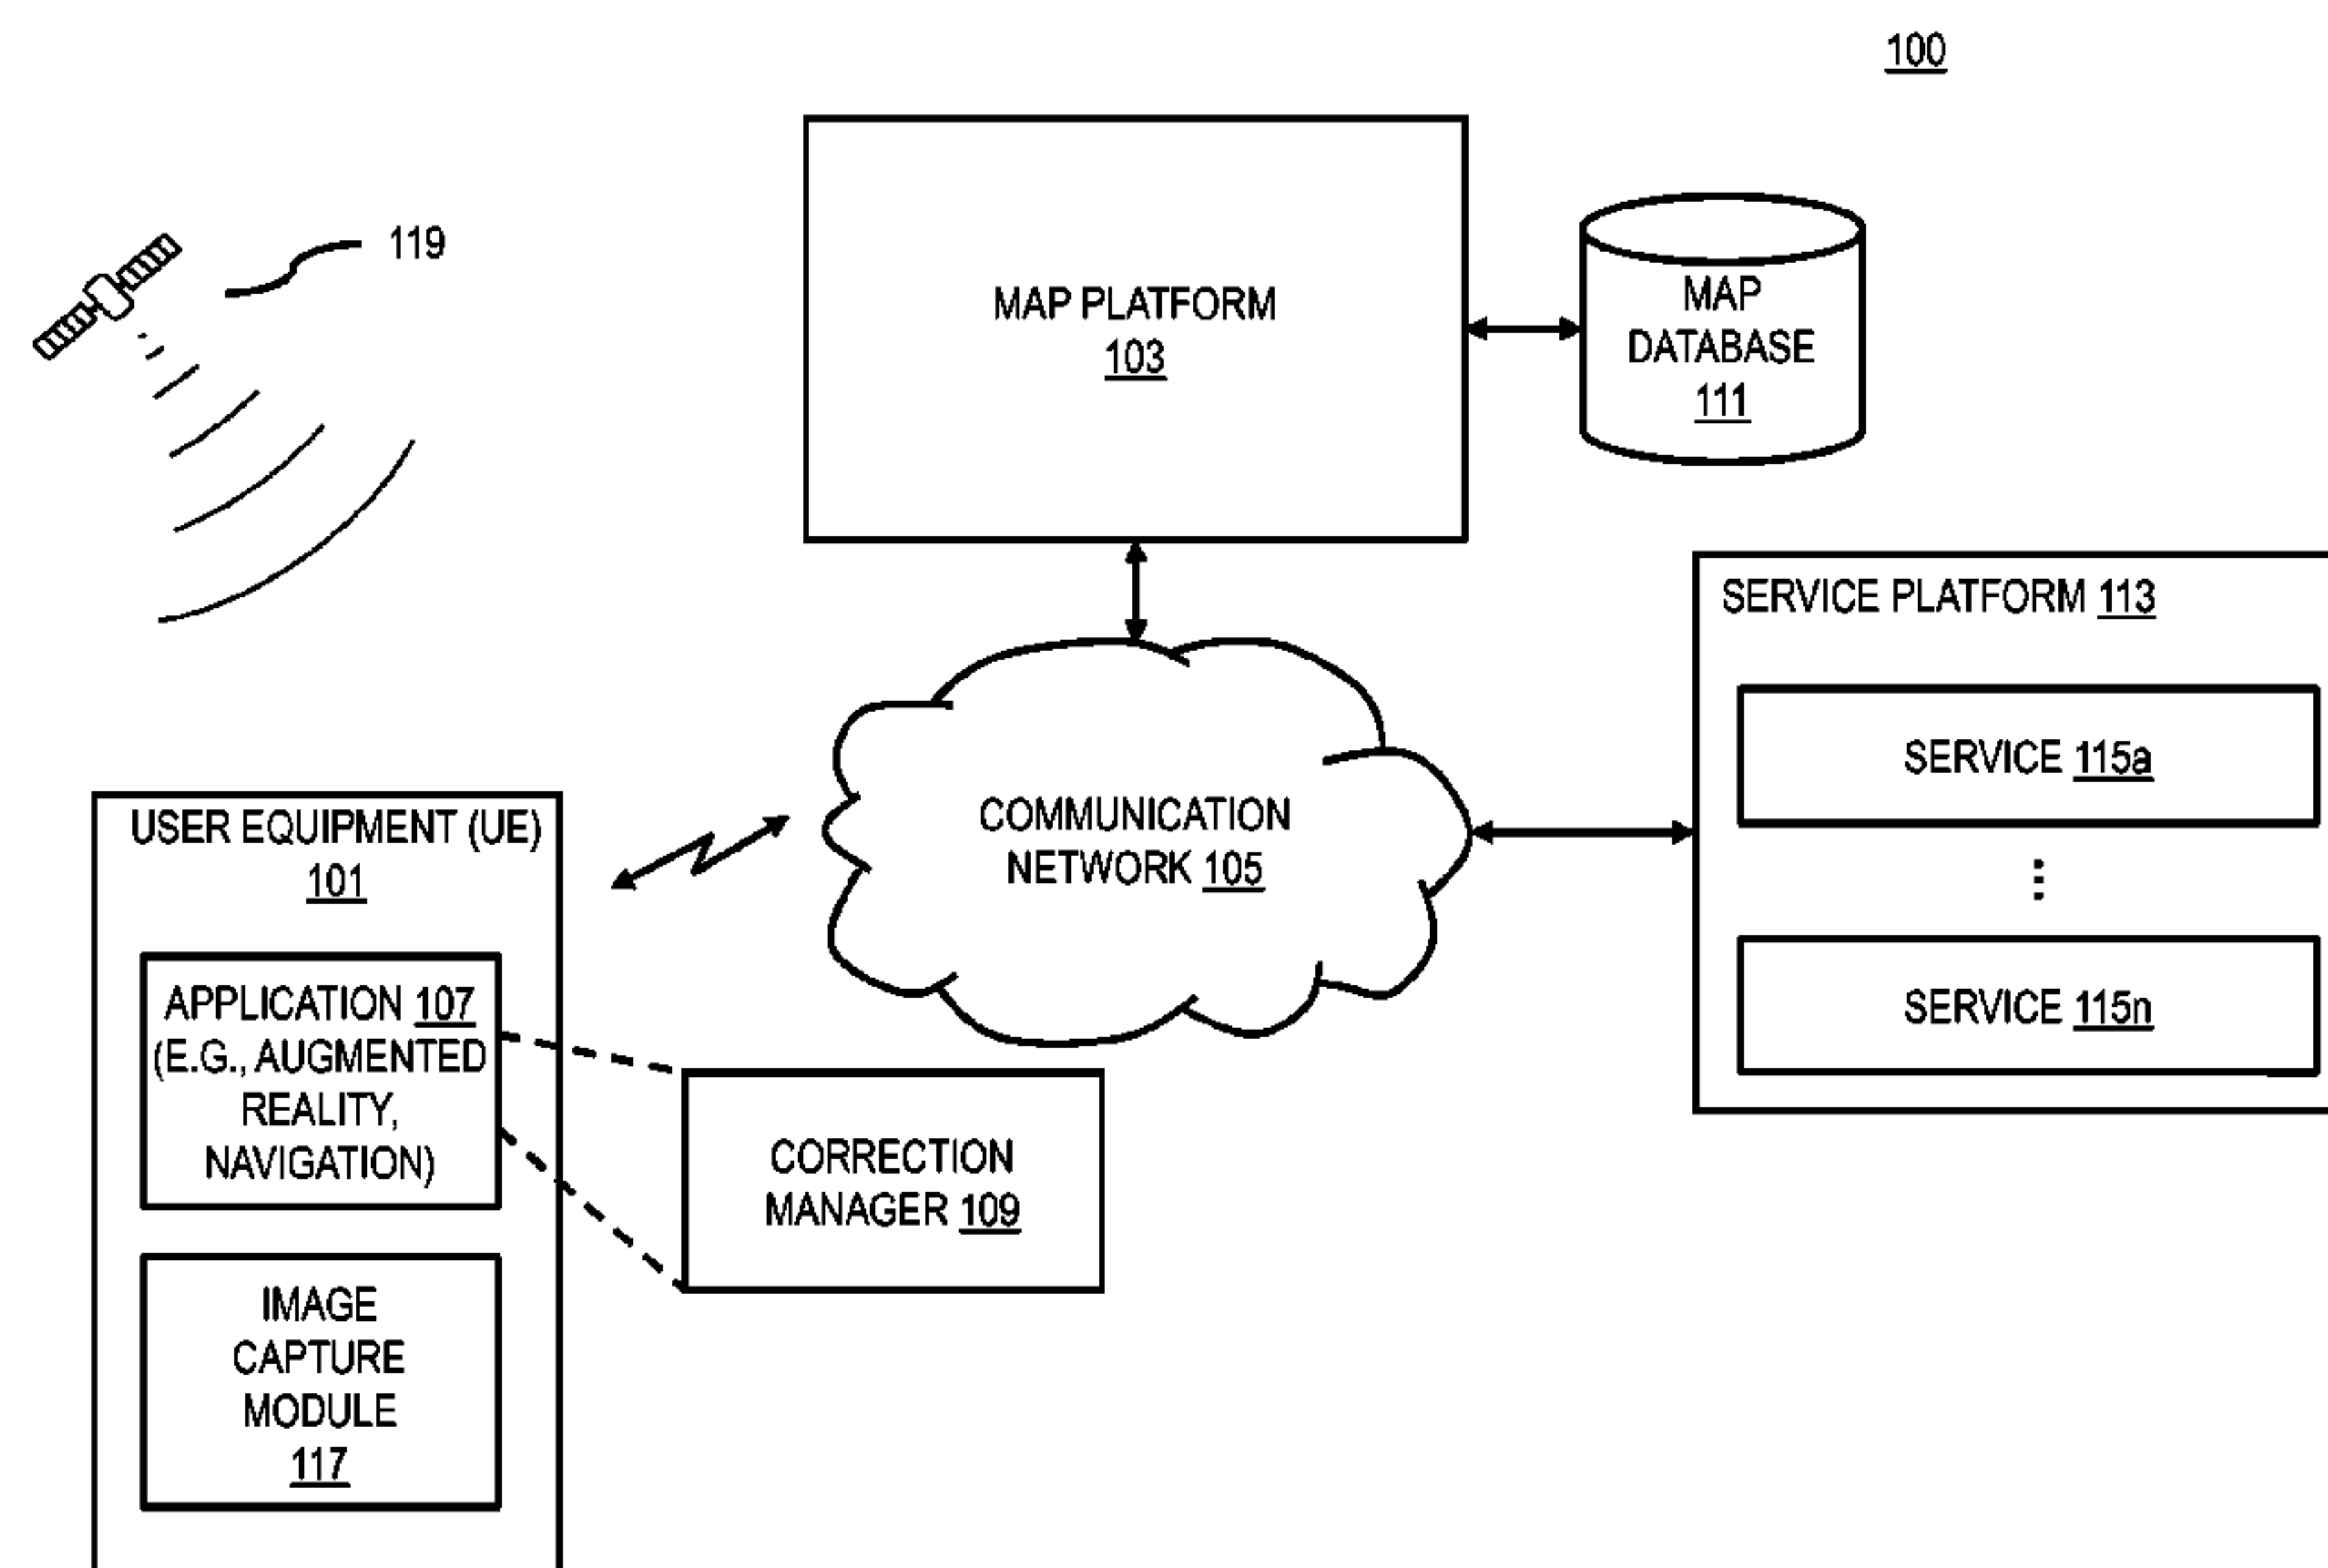 100
119
MAP PLATFORM
103
MAP
DATABASE
111
SERVICE PLATFORM 113
SERVICE 115a
SERVICE 115n
COMMUNICATION
NETWORK 105
USER EQUIPMENT (UE)
101
APPLICATION 107
(E.G., AUGMENTED
REALITY,
NAVIGATION)
CORRECTION
MANAGER 109
IMAGE
CAPTURE
MODULE
117